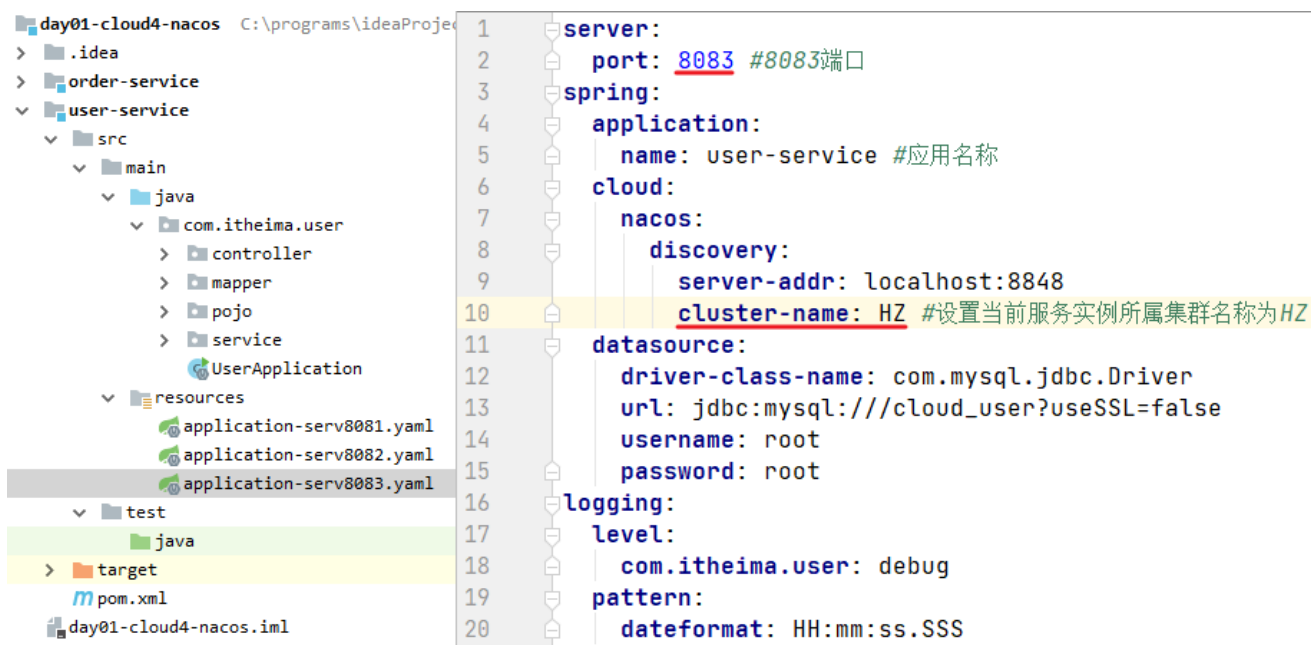 day01-cloud4-nacos C:\programs\ideaProjec
.idea
order-service
user-service
src
main
java
com.itheima.user
controller
mapper
pojo
service
UserApplication
resources
application-serv8081.yaml
application-serv8082.yaml
application-serv8083.yaml
test
java
target
pom.xml
day01-cloud4-nacos.iml
1 server:
2 port: 8083 #8083端口
3 spring:
4 application:
5 name: user-service #应用名称
6 cloud:
7 nacos:
8 discovery:
9 server-addr: localhost:8848
10 cluster-name: HZ #设置当前服务实例所属集群名称为HZ
11 datasource:
12 driver-class-name: com.mysql.jdbc.Driver
13 url: jdbc:mysql:///cloud_user?useSSL=false
14 username: root
15 password: root
16 logging:
17 level:
18 com.itheima.user: debug
19 pattern:
20 dateformat: HH:mm:ss.SSS